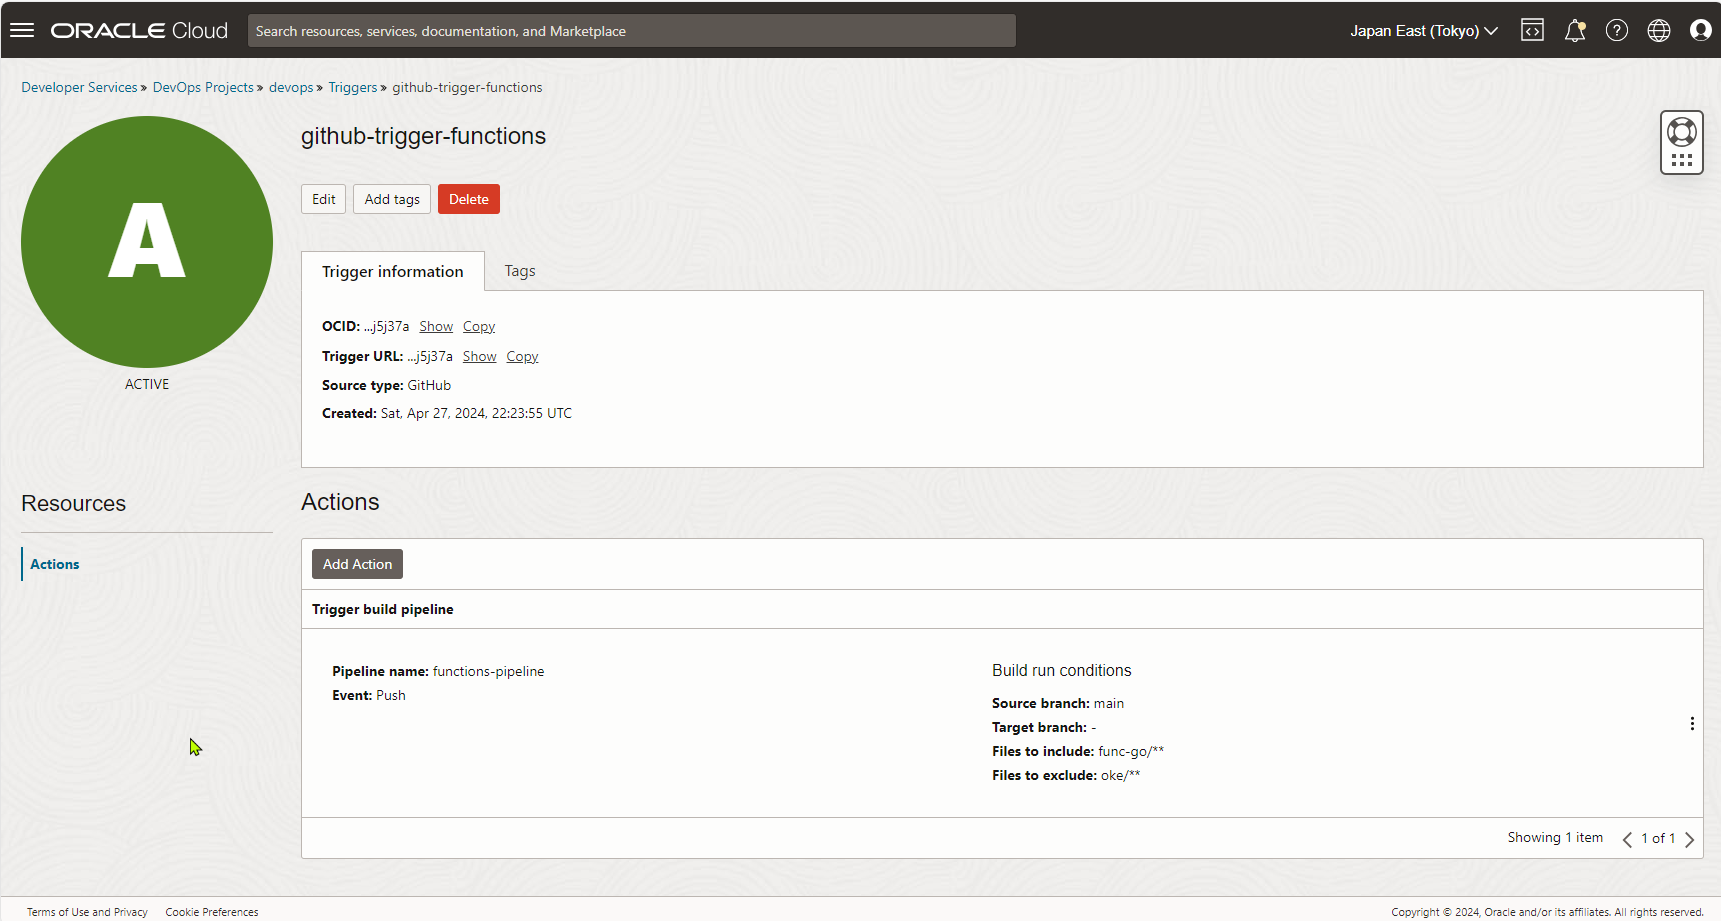 ORACLE Cloud
Search resources, services, documentation, and Marketplace
Japan East (Tokyo)
Developer Services » DevOps Projects » devops » Triggers » github-trigger-functions
A
ACTIVE
github-trigger-functions
Edit
Add tags
Delete
Trigger information
Tags
OCID: ...j5j37a Show Copy
Trigger URL: ...j5j37a Show Copy
Source type: GitHub
Created: Sat, Apr 27, 2024, 22:23:55 UTC
Resources
Actions
Actions
Add Action
Trigger build pipeline
Pipeline name: functions-pipeline
Event: Push
Build run conditions
Source branch: main
Target branch: -
Files to include: func-go/**
Files to exclude: oke/**
Showing 1 item
1 of 1
Terms of Use and Privacy
Cookie Preferences
Copyright © 2024, Oracle and/or its affiliates. All rights reserved.